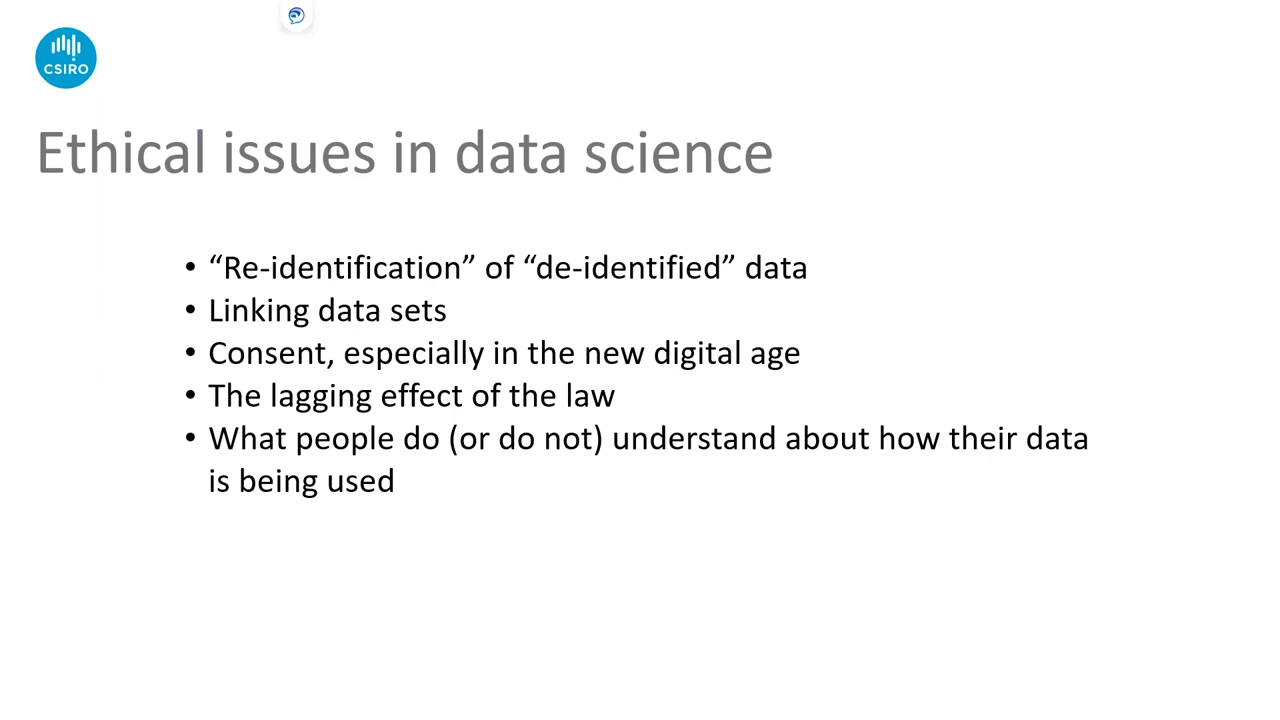 CSIRO
Ethical issues in data science
• “Re-identification” of “de-identified” data
• Linking data sets
• Consent, especially in the new digital age
• The lagging effect of the law
• What people do (or do not) understand about how their data
is being used